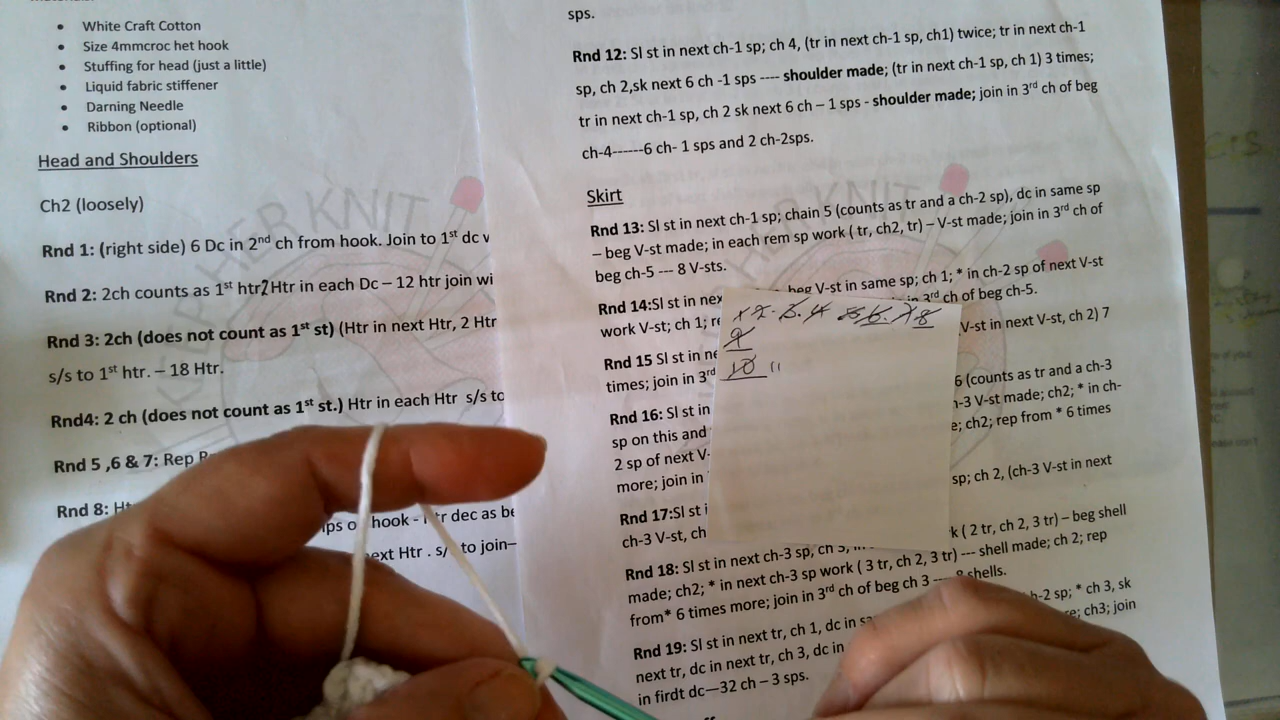 White Craft Cotton
Size 4mmcroc het hook
Stuffing for head (just a little)
Liquid fabric stiffener
Darning Needle
Ribbon (optional)
Head and Shoulders
Ch2 (loosely)
Rnd 1: (right side) 6 Dc in 2nd ch from hook. Join to 1st dc
Rnd 2: 2ch counts as 1st htr2Htr in each Dc – 12 htr join wi
Rnd 3: 2ch (does not count as 1st st) (Htr in next Htr, 2 Htr
s/s to 1st htr. – 18 Htr.
Rnd4: 2 ch (does not count as 1st st.) Htr in each Htr s/s to
Rnd 5 ,6 & 7: Rep
Rnd 8:
hook - tr dec as be
ext Htr . s/ to join–
sps.
Rnd 12: Sl st in next ch-1 sp; ch 4, (tr in next ch-1 sp, ch1) twice; tr in next ch-1
sp, ch 2,sk next 6 ch -1 sps ---- shoulder made; (tr in next ch-1 sp, ch 1) 3 times;
tr in next ch-1 sp, ch 2 sk next 6 ch – 1 sps - shoulder made; join in 3rd ch of beg
ch-4------6 ch- 1 sps and 2 ch-2sps.
Skirt
Rnd 13: Sl st in next ch-1 sp; chain 5 (counts as tr and a ch-2 sp), dc in same sp
– beg V-st made; in each rem sp work ( tr, ch2, tr) – V-st made; join in 3rd ch of
beg ch-5 --- 8 V-sts.
Rnd 14:Sl st in nex beg V-st in same sp; ch 1; * in ch-2 sp of next V-st
work V-st; ch 1; re in 3rd ch of beg ch-5.
Rnd 15 Sl st in ne V-st in next V-st, ch 2) 7
times; join in 3rd
Rnd 16: Sl st in 6 (counts as tr and a ch-3
sp on this and -3 V-st made; ch2; * in ch-
2 sp of next V- e; ch2; rep from * 6 times
more; join in
Rnd 17:Sl st i sp; ch 2, (ch-3 V-st in next
ch-3 V-st, ch
Rnd 18: Sl st in next ch-3 sp, ch 3, k ( 2 tr, ch 2, 3 tr) – beg shell
made; ch2; * in next ch-3 sp work ( 3 tr, ch 2, 3 tr) --- shell made; ch 2; rep
from* 6 times more; join in 3rd ch of beg ch 3 shells.
Rnd 19: Sl st in next tr, ch 1, dc in sa -2 sp; * ch 3, sk
next tr, dc in next tr, ch 3, dc in e; ch3; join
in firdt dc—32 ch – 3 sps.
8
9
10 11